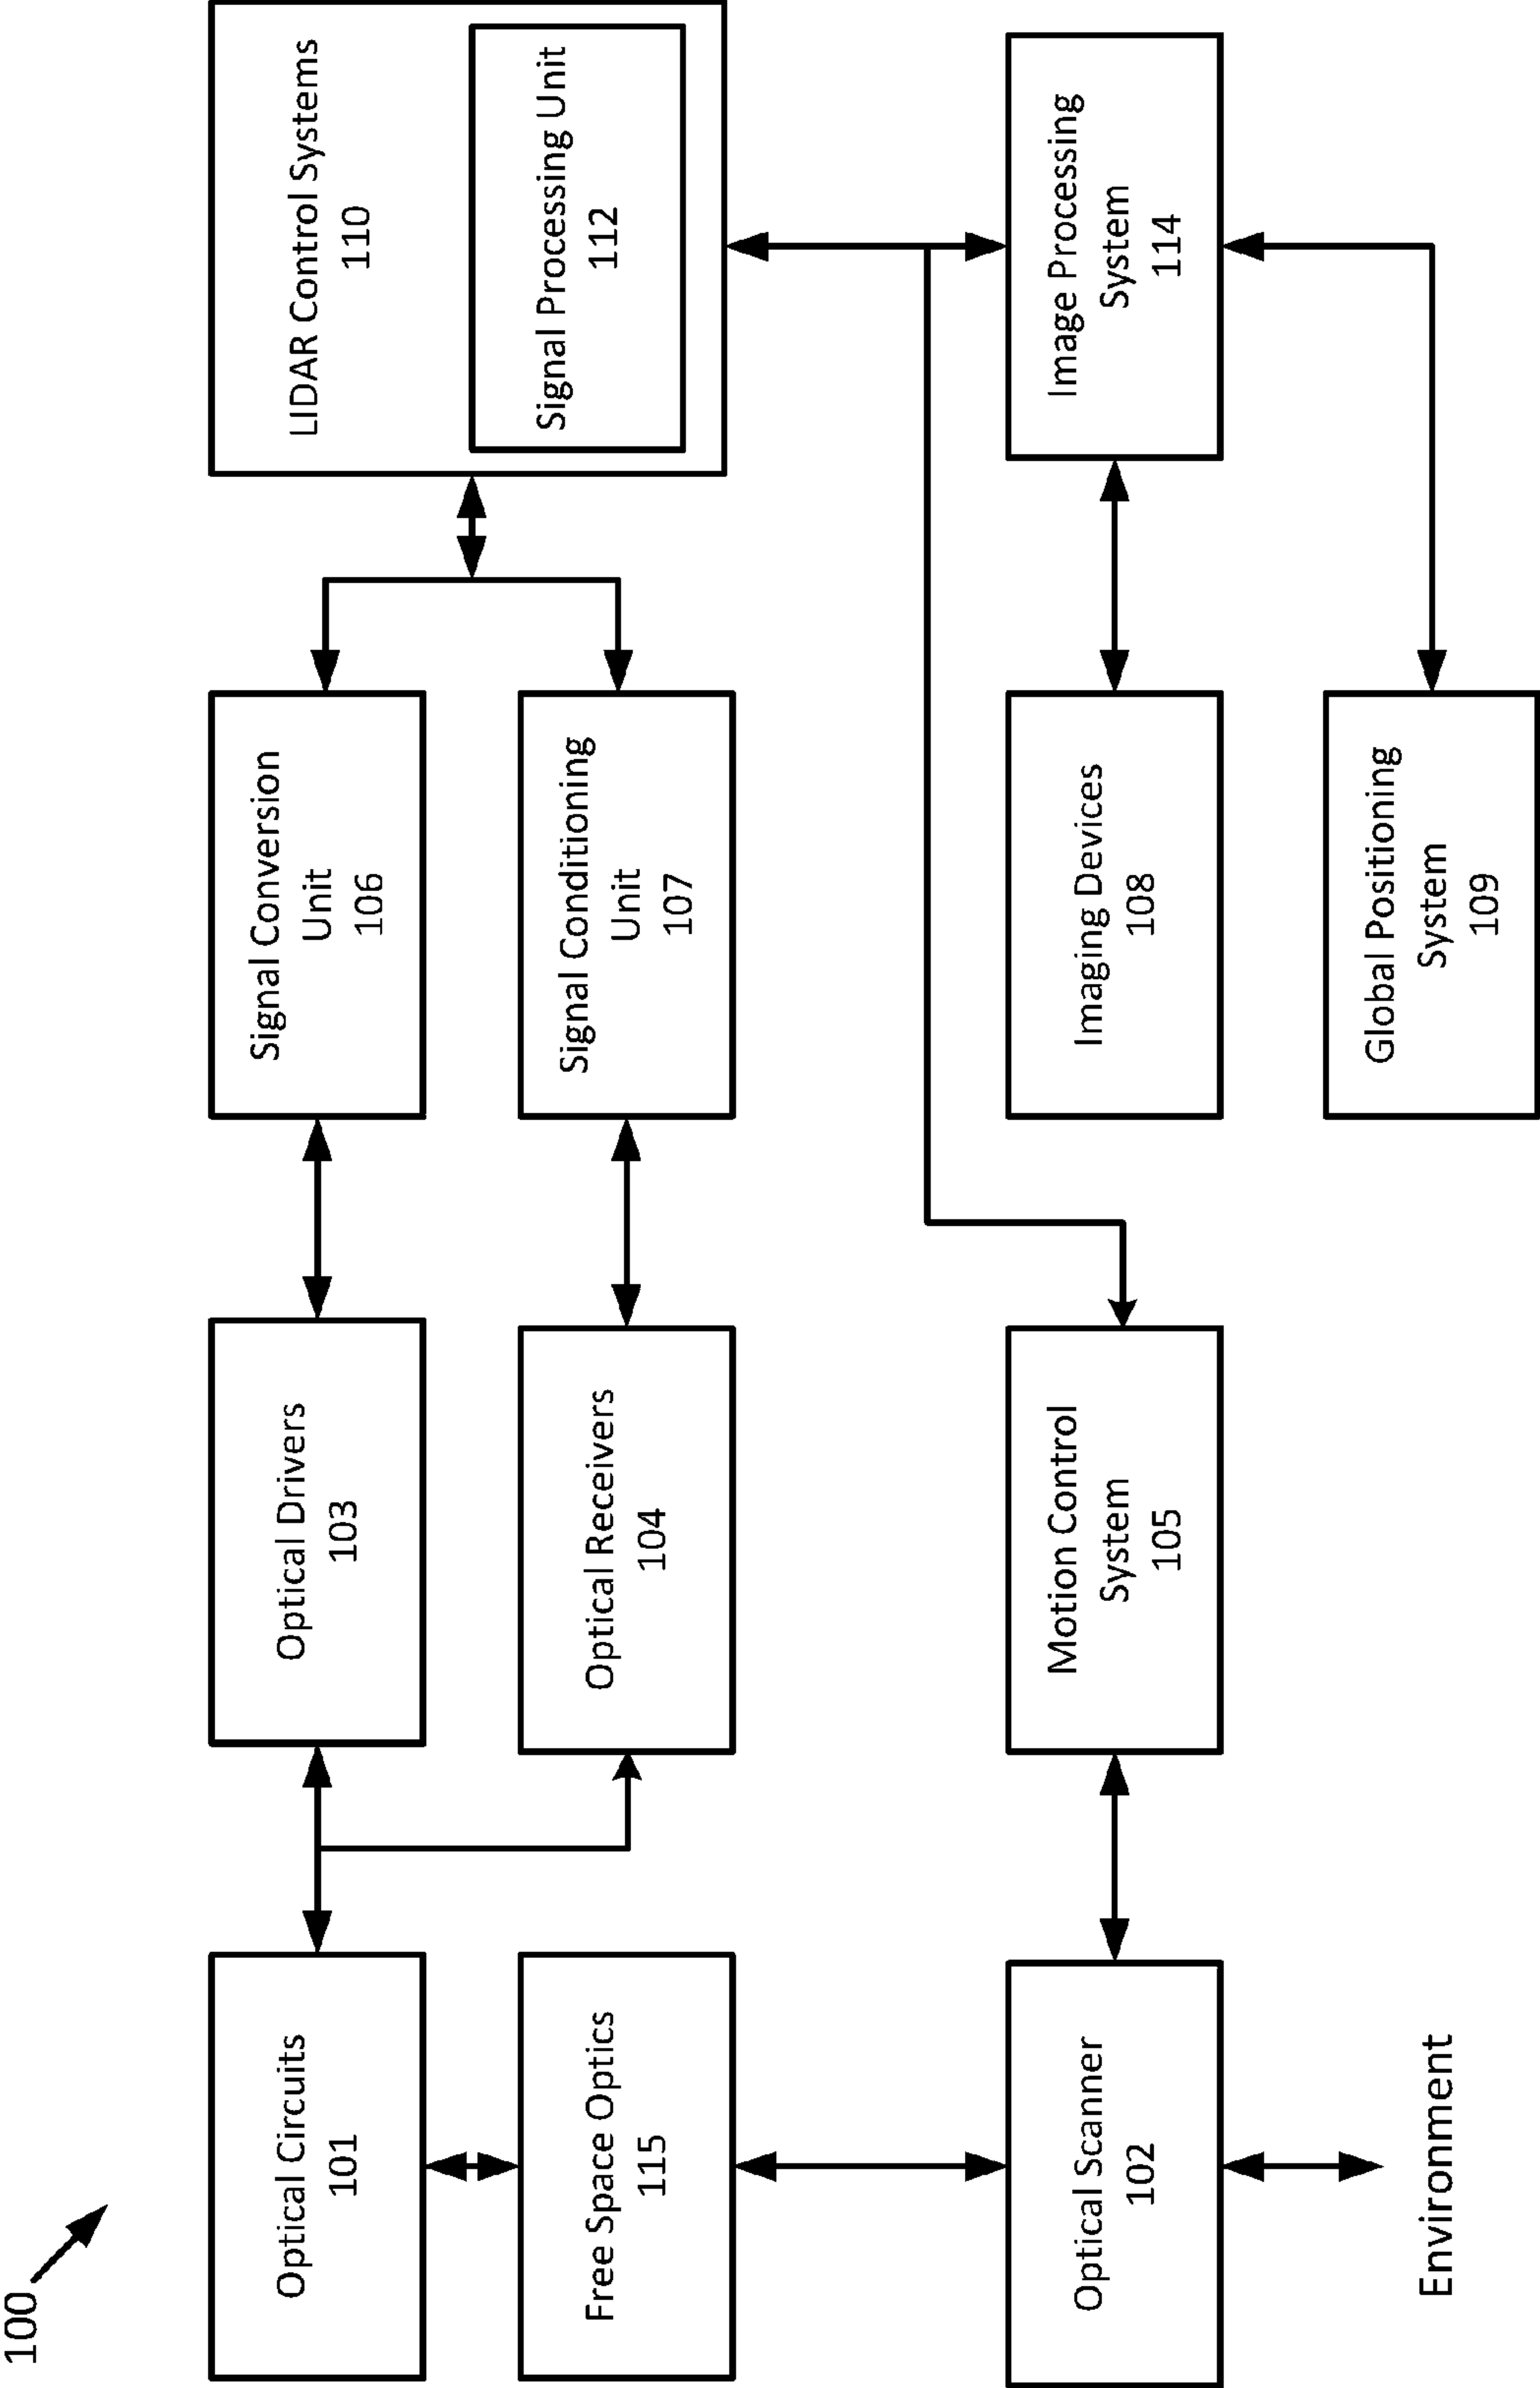 100
Optical Circuits
101
Optical Drivers
103
Signal Conversion
Unit
106
LIDAR Control Systems
110
Signal Processing Unit
112
Free Space Optics
115
Optical Receivers
104
Signal Conditioning
Unit
107
Optical Scanner
102
Motion Control
System
105
Imaging Devices
108
Image Processing
System
114
Global Positioning
System
109
Environment